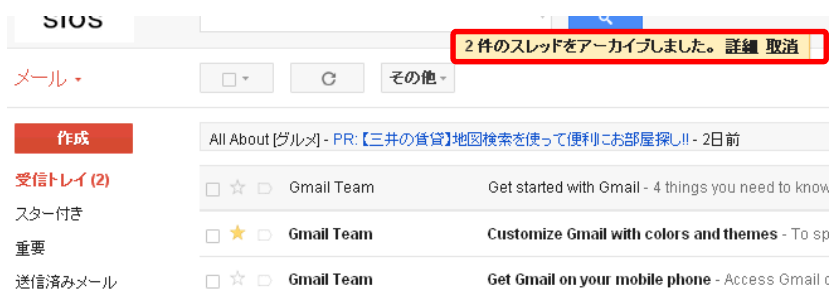 SIOS
2 件のスレッドをアーカイブしました。 詳細 取消
メール
その他
作成
All About [グルメ] - PR:【三井の賃貸】地図検索を使って便利にお部屋探し!! - 2日前
受信トレイ (2)
Gmail Team Get started with Gmail - 4 things you need to know
スター付き
Gmail Team Customize Gmail with colors and themes - To sp
重要
送信済みメール
Gmail Team Get Gmail on your mobile phone - Access Gmail